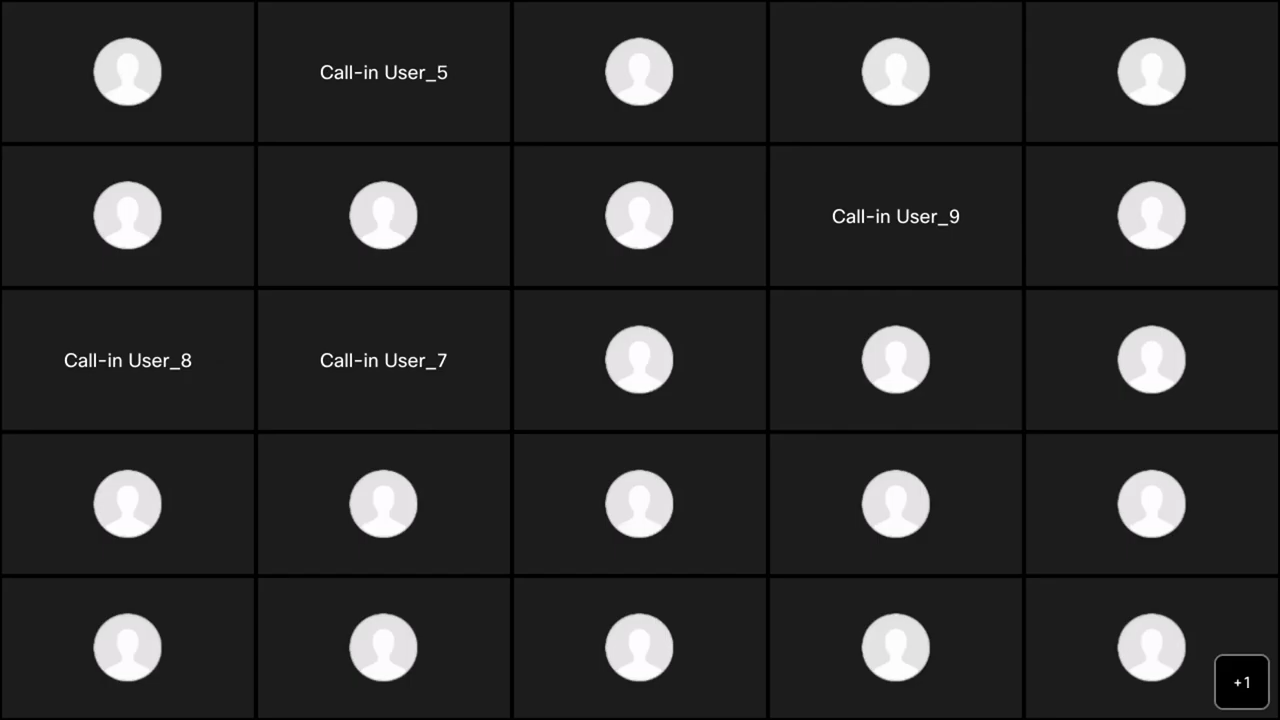 Call-in User_5
Call-in User_9
Call-in User_8
Call-in User_7
+1